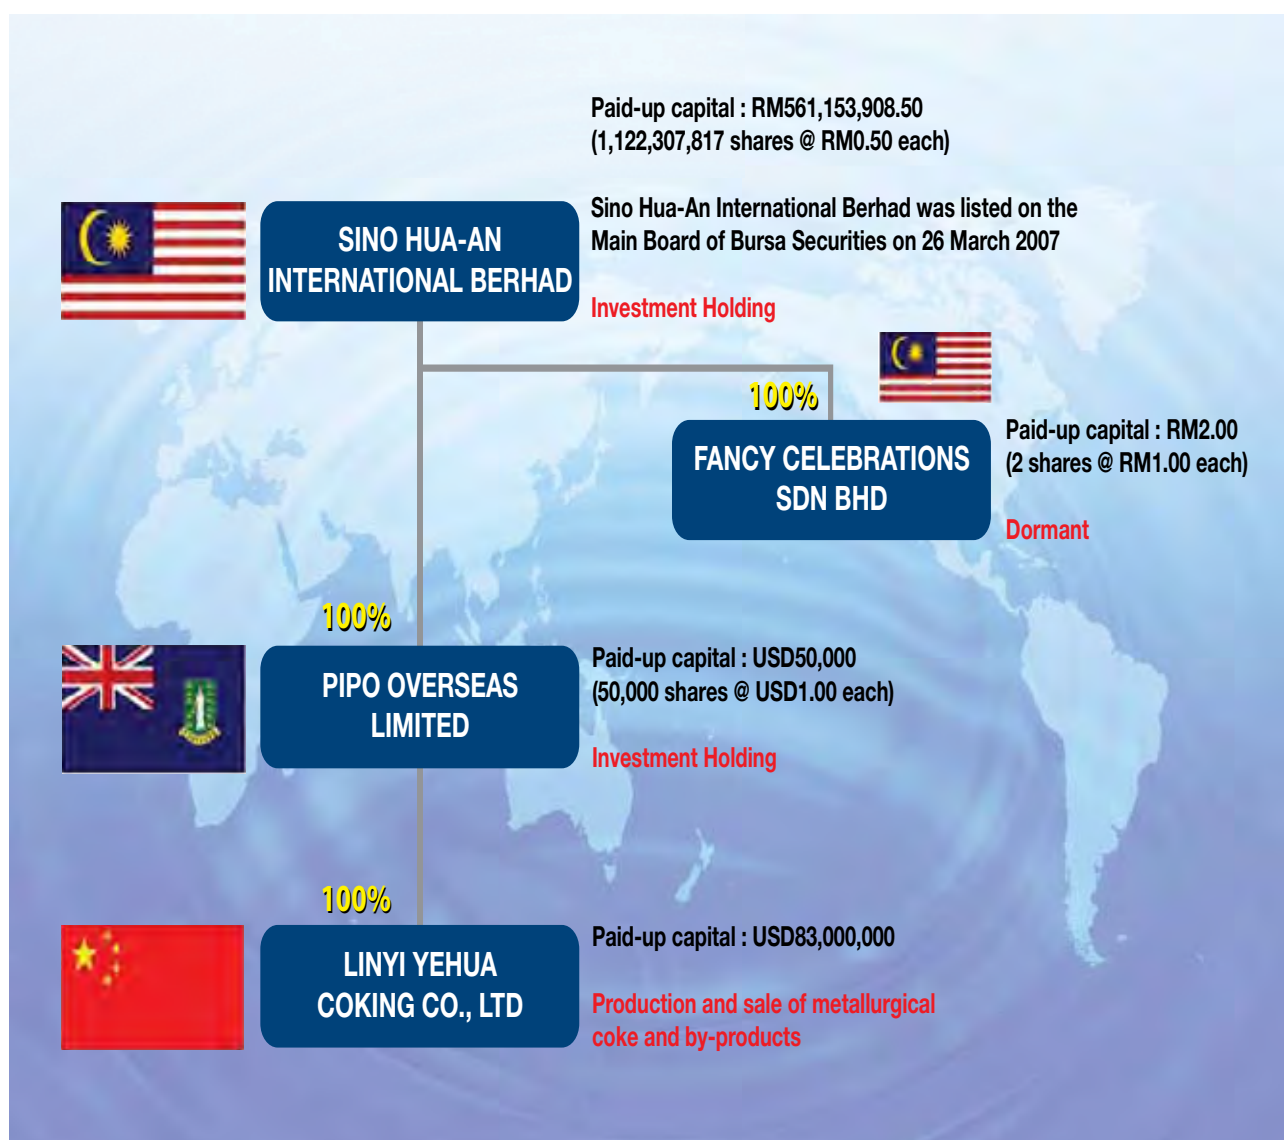 Paid-up capital : RM561,153,908.50
(1,122,307,817 shares @ RM0.50 each)
SINO HUA-AN
INTERNATIONAL BERHAD
Sino Hua-An International Berhad was listed on the
Main Board of Bursa Securities on 26 March 2007
Investment Holding
100%
FANCY CELEBRATIONS
SDN BHD
Paid-up capital : RM2.00
(2 shares @ RM1.00 each)
Dormant
100%
PIPO OVERSEAS
LIMITED
Paid-up capital : USD50,000
(50,000 shares @ USD1.00 each)
Investment Holding
100%
LINYI YEHUA
COKING CO., LTD
Paid-up capital : USD83,000,000
Production and sale of metallurgical
coke and by-products